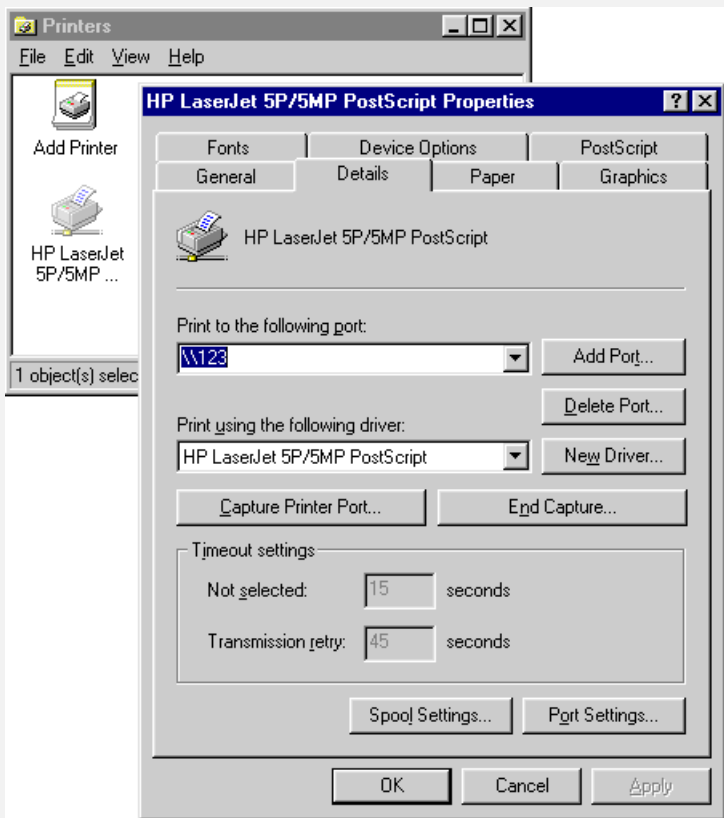 Printers
File Edit View Help
Add Printer
HP LaserJet
5P/5MP ...
1 object(s) selec
HP LaserJet 5P/5MP PostScript Properties
Fonts Device Options PostScript
General Details Paper Graphics
HP LaserJet 5P/5MP PostScript
Print to the following port:
\\123
Add Port...
Delete Port...
Print using the following driver:
HP LaserJet 5P/5MP PostScript
New Driver...
Capture Printer Port... End Capture...
Timeout settings
Not selected: 15 seconds
Transmission retry: 45 seconds
Spool Settings... Port Settings...
OK Cancel Apply